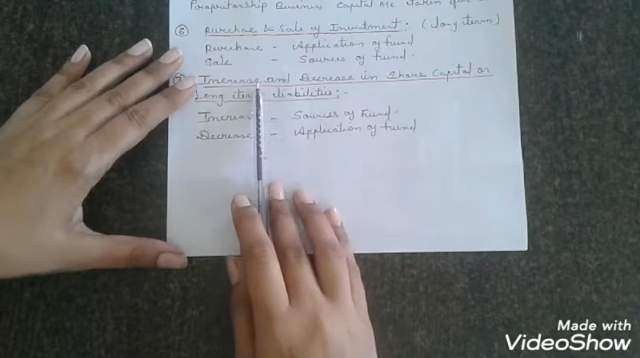 Propritorship Business Capital A/c taken for
⑥ Purchase & Sale of Investment :- (long term)
Purchase - Application of fund
Sale - Sources of fund.
Increase and Decrease in Share Capital or
Long term liabilities :-
Increase - Sources of Fund.
Decrease - Application of fund
Made with
VideoShow